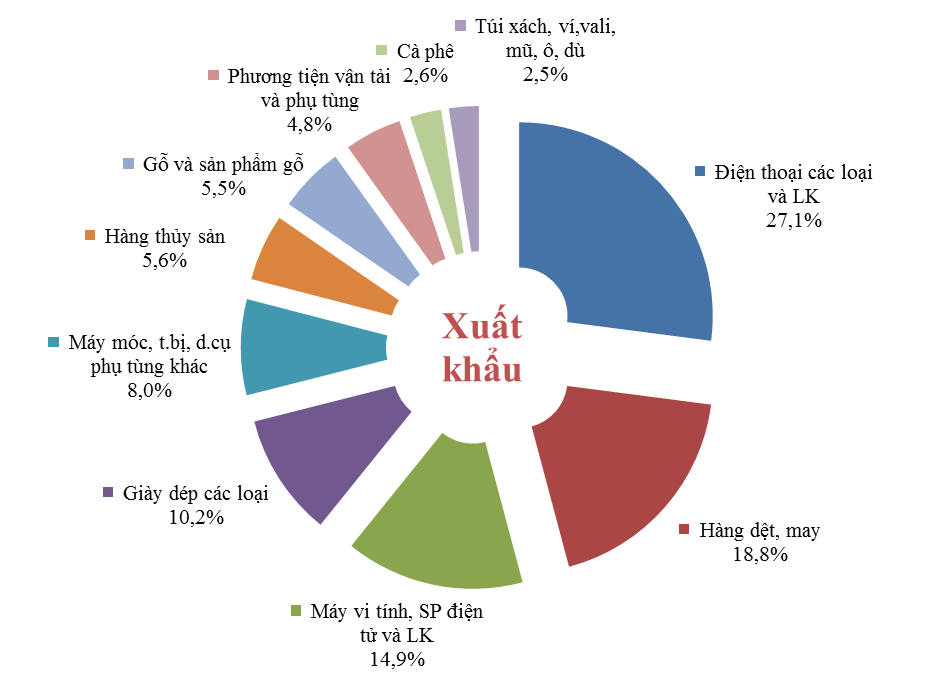 Túi xách, ví,vali,
mũ, ô, dù
2,5%
Cà phê
2,6%
Phương tiện vận tải
và phụ tùng
4,8%
Gỗ và sản phẩm gỗ
5,5%
Hàng thủy sản
5,6%
Máy móc, t.bị, d.cụ
phụ tùng khác
8,0%
Giày dép các loại
10,2%
Máy vi tính, SP điện
tử và LK
14,9%
Hàng dệt, may
18,8%
Điện thoại các loại
và LK
27,1%
Xuất
khẩu